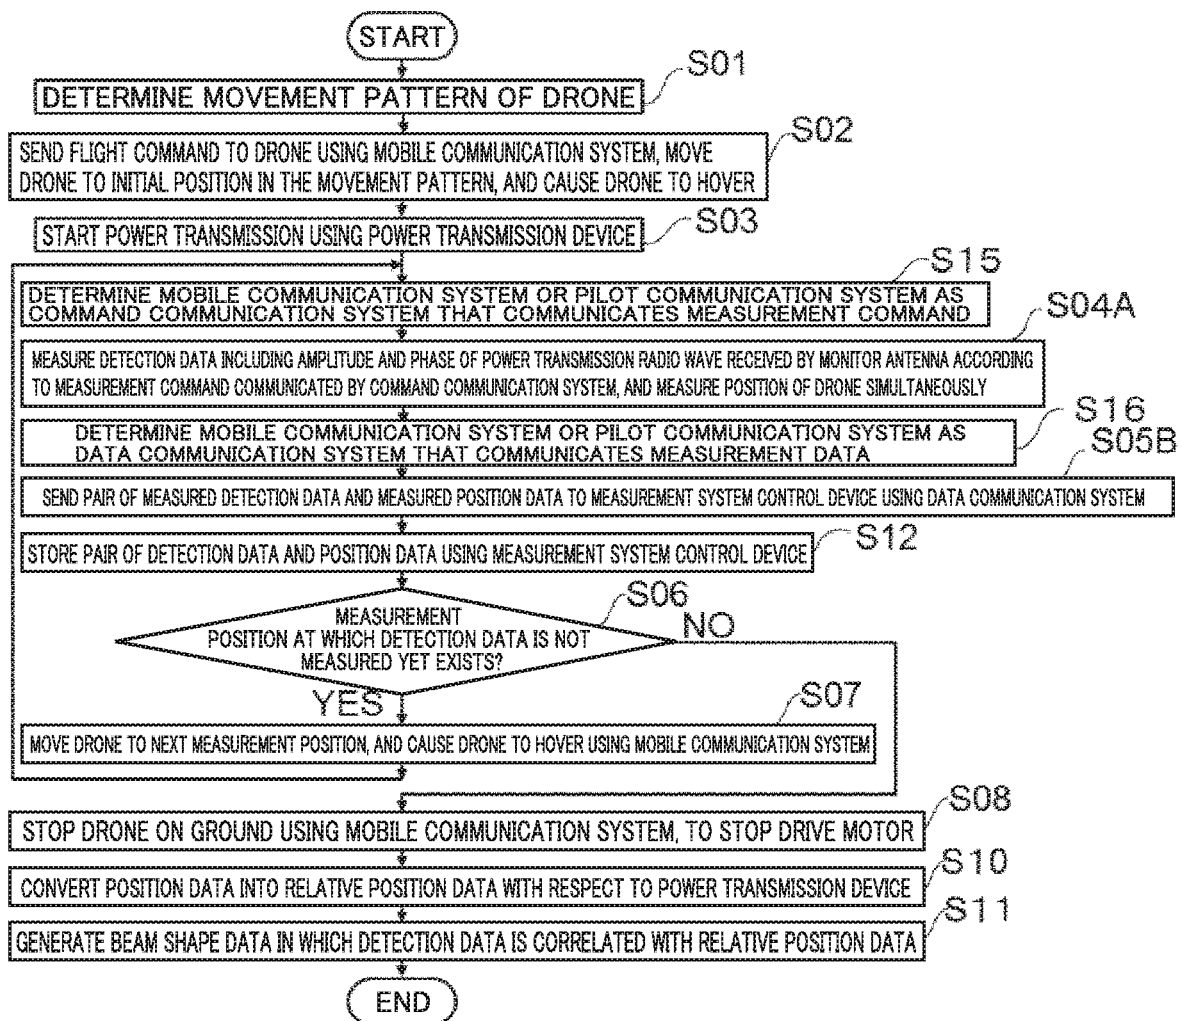 START
S01
DETERMINE MOVEMENT PATTERN OF DRONE
S02
SEND FLIGHT COMMAND TO DRONE USING MOBILE COMMUNICATION SYSTEM, MOVE
DRONE TO INITIAL POSITION IN THE MOVEMENT PATTERN, AND CAUSE DRONE TO HOVER
S03
START POWER TRANSMISSION USING POWER TRANSMISSION DEVICE
S15
DETERMINE MOBILE COMMUNICATION SYSTEM OR PILOT COMMUNICATION SYSTEM AS
COMMAND COMMUNICATION SYSTEM THAT COMMUNICATES MEASUREMENT COMMAND
S04A
MEASURE DETECTION DATA INCLUDING AMPLITUDE AND PHASE OF POWER TRANSMISSION RADIO WAVE RECEIVED BY MONITOR ANTENNA ACCORDING
TO MEASUREMENT COMMAND COMMUNICATED BY COMMAND COMMUNICATION SYSTEM, AND MEASURE POSITION OF DRONE SIMULTANEOUSLY
S16
DETERMINE MOBILE COMMUNICATION SYSTEM OR PILOT COMMUNICATION SYSTEM AS
DATA COMMUNICATION SYSTEM THAT COMMUNICATES MEASUREMENT DATA
S05B
SEND PAIR OF MEASURED DETECTION DATA AND MEASURED POSITION DATA TO MEASUREMENT SYSTEM CONTROL DEVICE USING DATA COMMUNICATION SYSTEM
S12
STORE PAIR OF DETECTION DATA AND POSITION DATA USING MEASUREMENT SYSTEM CONTROL DEVICE
S06
MEASUREMENT
POSITION AT WHICH DETECTION DATA IS NOT
MEASURED YET EXISTS?
NO
YES
S07
MOVE DRONE TO NEXT MEASUREMENT POSITION, AND CAUSE DRONE TO HOVER USING MOBILE COMMUNICATION SYSTEM
S08
STOP DRONE ON GROUND USING MOBILE COMMUNICATION SYSTEM, TO STOP DRIVE MOTOR
S10
CONVERT POSITION DATA INTO RELATIVE POSITION DATA WITH RESPECT TO POWER TRANSMISSION DEVICE
S11
GENERATE BEAM SHAPE DATA IN WHICH DETECTION DATA IS CORRELATED WITH RELATIVE POSITION DATA
END